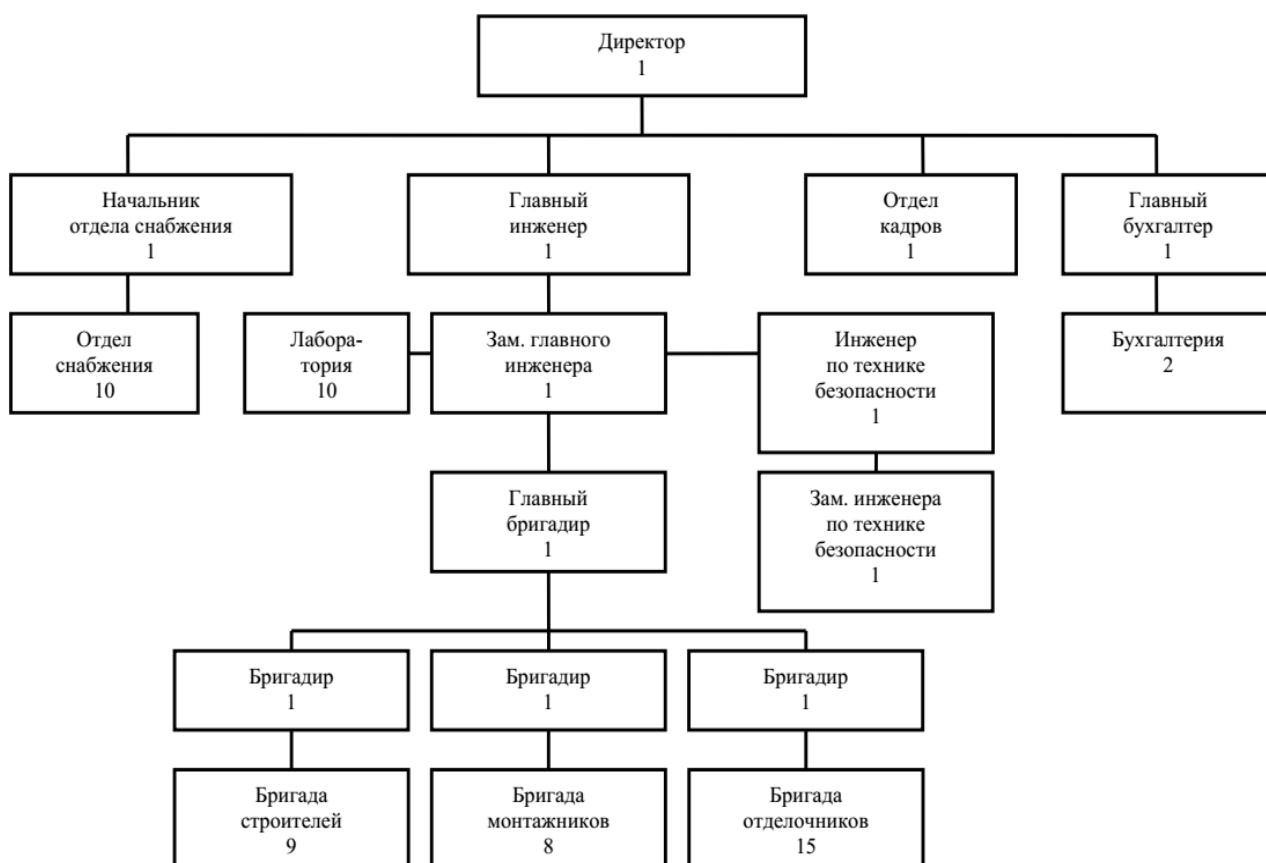 Директор
1
Начальник
отдела снабжения
1
Главный
инженер
1
Отдел
кадров
1
Главный
бухгалтер
1
Отдел
снабжения
10
Лабора-
тория
10
Зам. главного
инженера
1
Инженер
по технике
безопасности
1
Бухгалтерия
2
Главный
бригадир
1
Зам. инженера
по технике
безопасности
1
Бригадир
1
Бригадир
1
Бригадир
1
Бригада
строителей
9
Бригада
монтажников
8
Бригада
отделочников
15